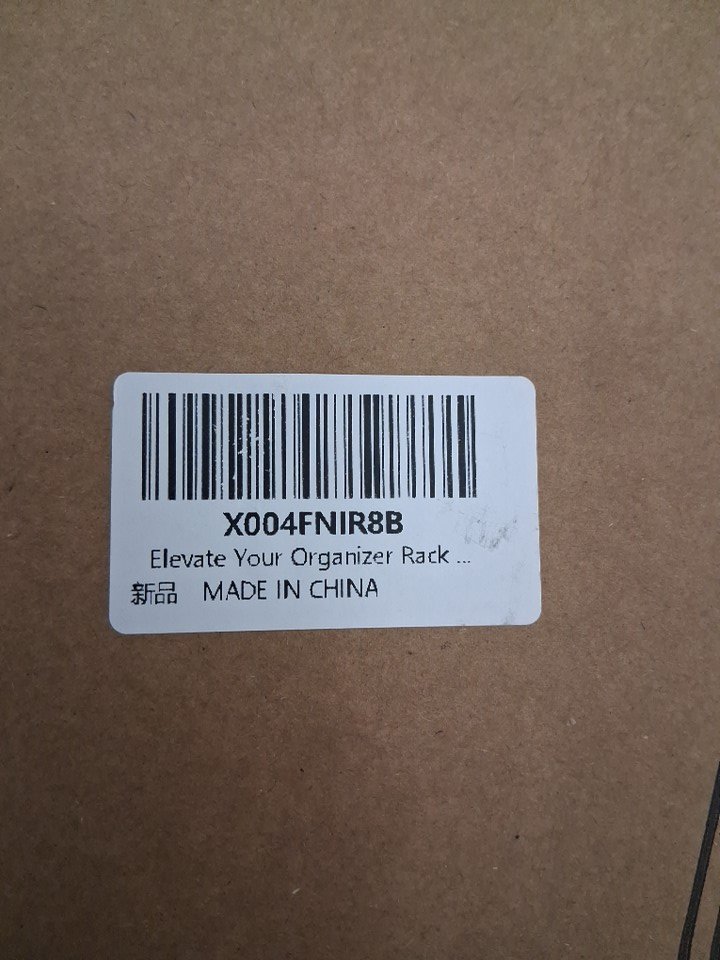 X004FNIR8B
Elevate Your Organizer Rack ...
新品 MADE IN CHINA